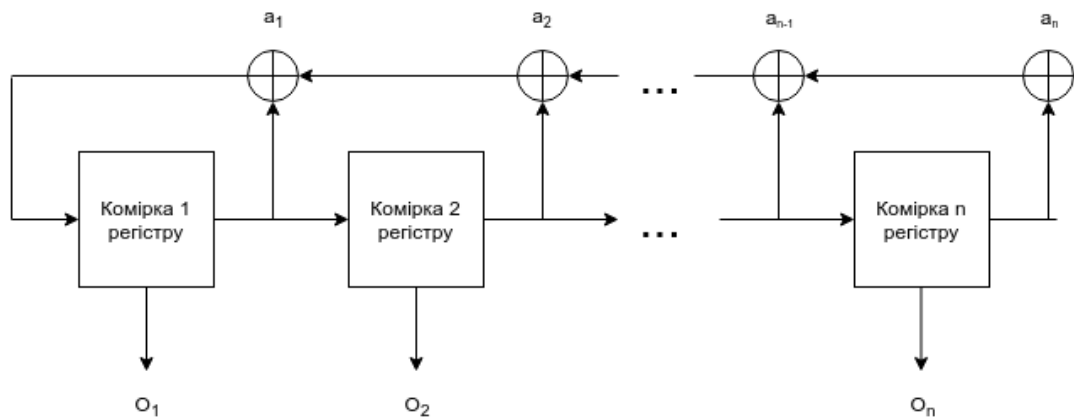 a₁ a₂ aₙ₋₁ aₙ
... 
Комірка 1
регістру
Комірка 2
регістру
...
Комірка n
регістру
O₁ O₂ Oₙ